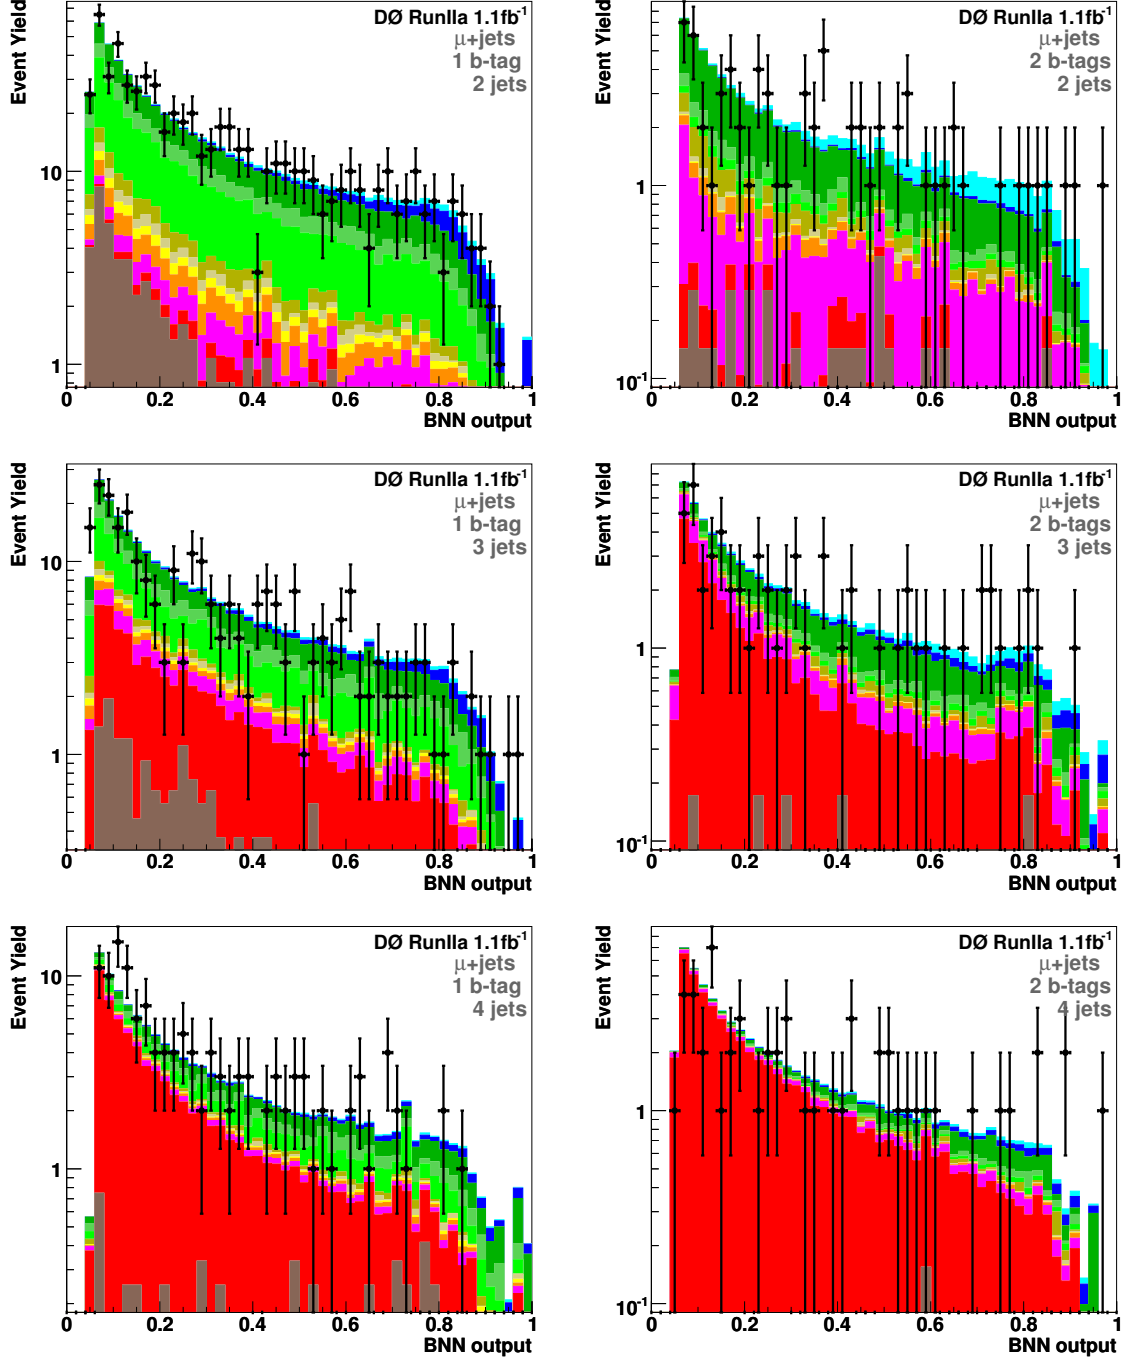 Event Yield
DØ RunIIa 1.1fb⁻¹
μ+jets
1 b-tag
2 jets
10
1
0 0.2 0.4 0.6 0.8 1
BNN output
Event Yield
DØ RunIIa 1.1fb⁻¹
μ+jets
2 b-tags
2 jets
1
10⁻¹
0 0.2 0.4 0.6 0.8 1
BNN output
Event Yield
DØ RunIIa 1.1fb⁻¹
μ+jets
1 b-tag
3 jets
10
1
0 0.2 0.4 0.6 0.8 1
BNN output
Event Yield
DØ RunIIa 1.1fb⁻¹
μ+jets
2 b-tags
3 jets
1
10⁻¹
0 0.2 0.4 0.6 0.8 1
BNN output
Event Yield
DØ RunIIa 1.1fb⁻¹
μ+jets
1 b-tag
4 jets
10
1
0 0.2 0.4 0.6 0.8 1
BNN output
Event Yield
DØ RunIIa 1.1fb⁻¹
μ+jets
2 b-tags
4 jets
1
10⁻¹
0 0.2 0.4 0.6 0.8 1
BNN output